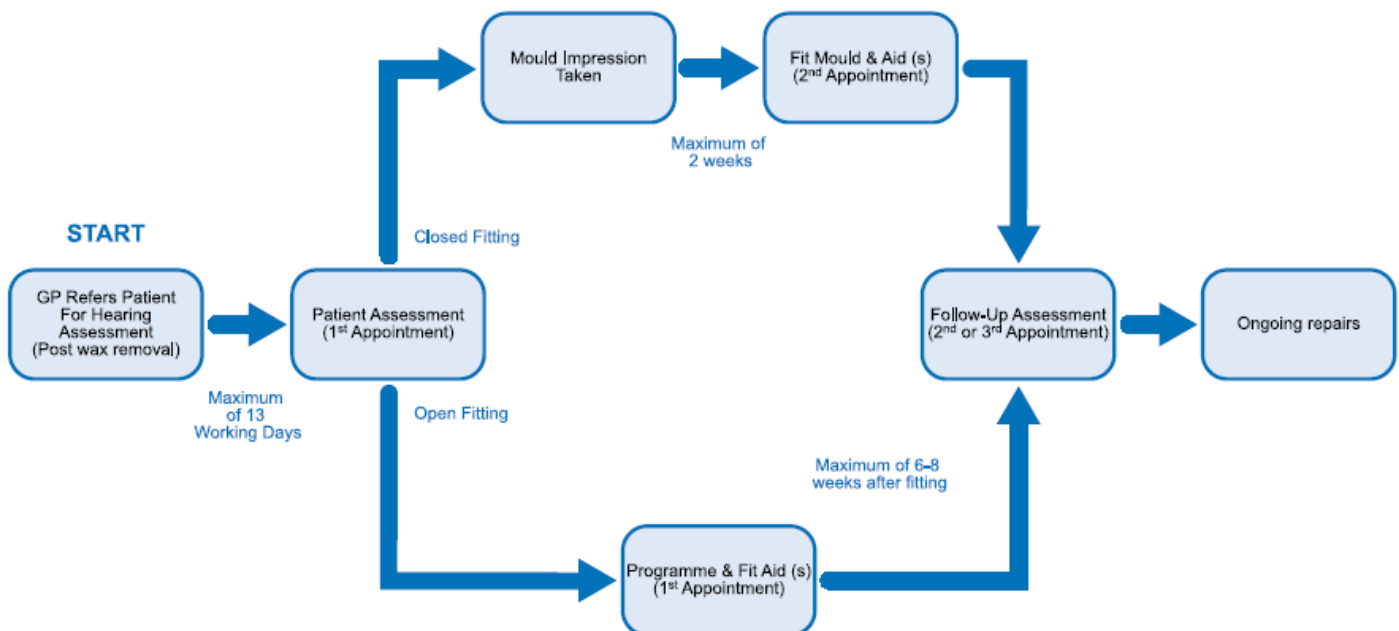 Mould Impression
Taken
Fit Mould & Aid (s)
(2nd Appointment)
Maximum of
2 weeks
START
Closed Fitting
GP Refers Patient
For Hearing
Assessment
(Post wax removal)
Patient Assessment
(1st Appointment)
Follow-Up Assessment
(2nd or 3rd Appointment)
Ongoing repairs
Maximum
of 13
Working Days
Open Fitting
Maximum of 6-8
weeks after fitting
Programme & Fit Aid (s)
(1st Appointment)